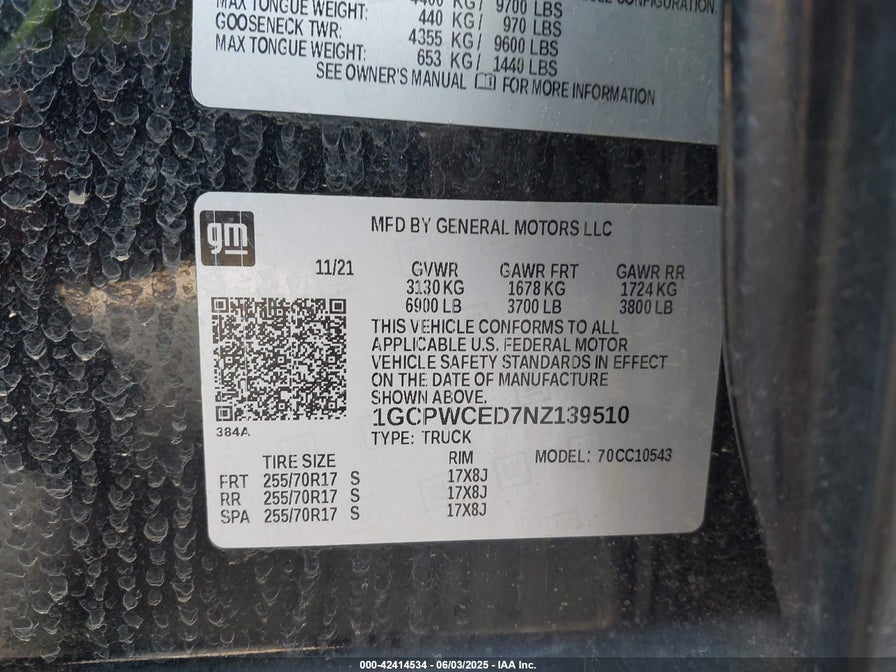 MAX TONGUE WEIGHT: 4400 KG/ 9700 LBS
CONFIGURATION.
GOOSENECK TWR: 440 KG/ 970 LBS
MAX TONGUE WEIGHT: 4355 KG/ 9600 LBS
653 KG/ 1440 LBS
SEE OWNER'S MANUAL FOR MORE INFORMATION
gm
MFD BY GENERAL MOTORS LLC
11/21 GVWR GAWR FRT GAWR RR
3130 KG 1678 KG 1724 KG
6900 LB 3700 LB 3800 LB
THIS VEHICLE CONFORMS TO ALL
APPLICABLE U.S. FEDERAL MOTOR
VEHICLE SAFETY STANDARDS IN EFFECT
ON THE DATE OF MANUFACTURE
SHOWN ABOVE.
1GCPWCED7NZ139510
384A
TYPE: TRUCK
TIRE SIZE RIM MODEL: 70CC10543
FRT 255/70R17 S 17X8J
RR 255/70R17 S 17X8J
SPA 255/70R17 S 17X8J
000-42414534 - 06/03/2025 - IAA Inc.